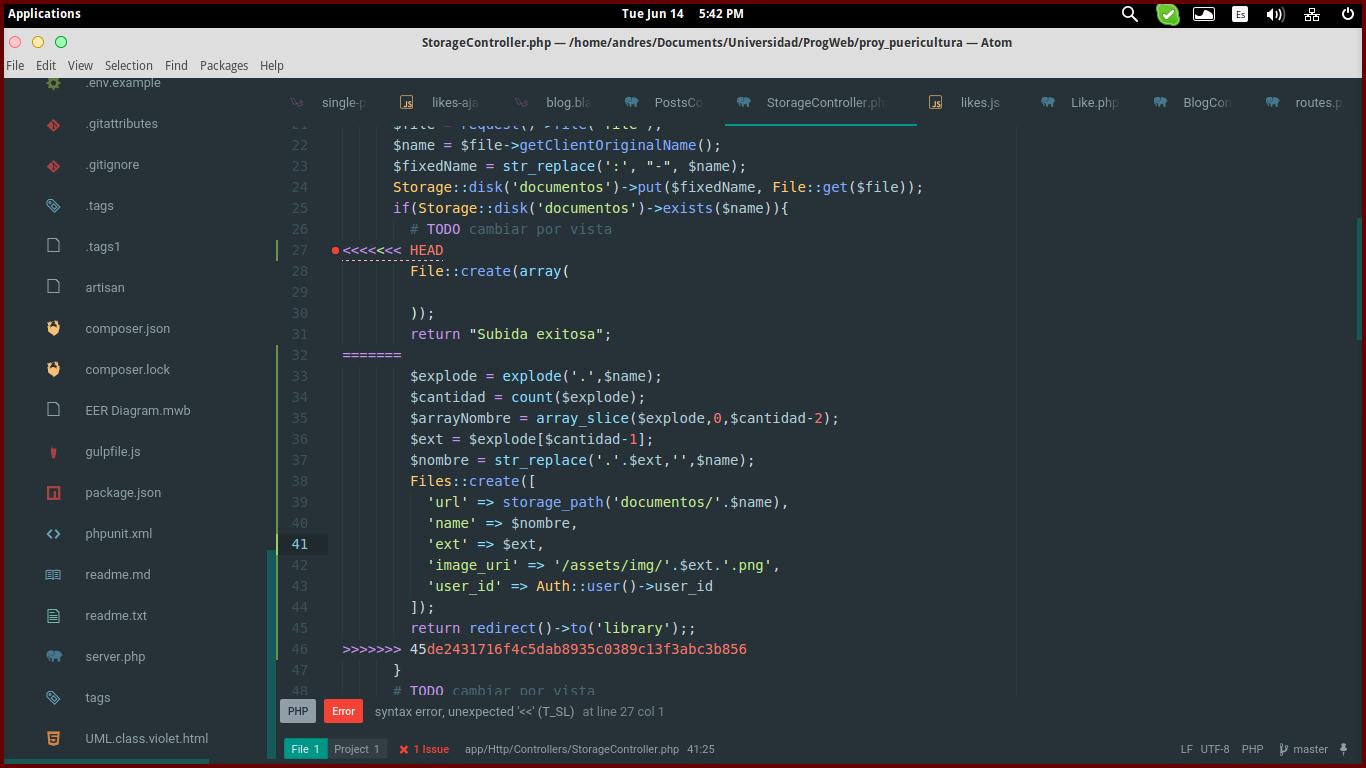 Applications
Tue Jun 14 5:42 PM
Es
StorageController.php — /home/andres/Documents/Universidad/ProgWeb/proy_puericultura — Atom
File Edit View Selection Find Packages Help
single-p likes-aja blog.bla PostsCo StorageController.php likes.js Like.php BlogCon routes.p
.env.example
.gitattributes
.gitignore
.tags
.tags1
artisan
composer.json
composer.lock
EER Diagram.mwb
gulpfile.js
package.json
phpunit.xml
readme.md
readme.txt
server.php
tags
UML.class.violet.html
21 $file = request()->file('file');
22 $name = $file->getClientOriginalName();
23 $fixedName = str_replace(':', "-", $name);
24 Storage::disk('documentos')->put($fixedName, File::get($file));
25 if(Storage::disk('documentos')->exists($name)){
26 # TODO cambiar por vista
27 <<<<<<< HEAD
28 File::create(array(
29
30 ));
31 return "Subida exitosa";
32 =======
33 $explode = explode('.',$name);
34 $cantidad = count($explode);
35 $arrayNombre = array_slice($explode,0,$cantidad-2);
36 $ext = $explode[$cantidad-1];
37 $nombre = str_replace('.'.$ext,'',$name);
38 Files::create([
39 'url' => storage_path('documentos/'.$name),
40 'name' => $nombre,
41 'ext' => $ext,
42 'image_uri' => '/assets/img/'.$ext.'.png',
43 'user_id' => Auth::user()->user_id
44 ]);
45 return redirect()->to('library');;
46 >>>>>>> 45de2431716f4c5dab8935c0389c13f3abc3b856
47 }
48 # TODO cambiar por vista
PHP Error syntax error, unexpected '<<' (T_SL) at line 27 col 1
File 1 Project 1 1 Issue app/Http/Controllers/StorageController.php 41:25 LF UTF-8 PHP master